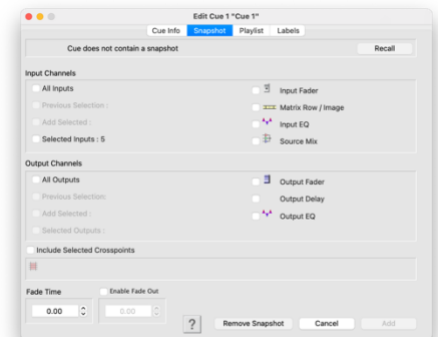 Edit Cue 1 "Cue 1"
Cue Info Snapshot Playlist Labels
Cue does not contain a snapshot Recall
Input Channels
All Inputs Input Fader
Previous Selection : Matrix Row / Image
Add Selected : Input EQ
Selected Inputs : 5 Source Mix
Output Channels
All Outputs Output Fader
Previous Selection: Output Delay
Add Selected : Output EQ
Selected Outputs :
Include Selected Crosspoints
Fade Time Enable Fade Out
0.00 0.00
? Remove Snapshot Cancel Add